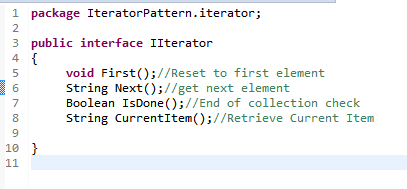 1 package IteratorPattern.iterator;
2
3 public interface IIterator
4 {
5 void First();//Reset to first element
6 String Next();//get next element
7 Boolean IsDone();//End of collection check
8 String CurrentItem();//Retrieve Current Item
9
10 }
11